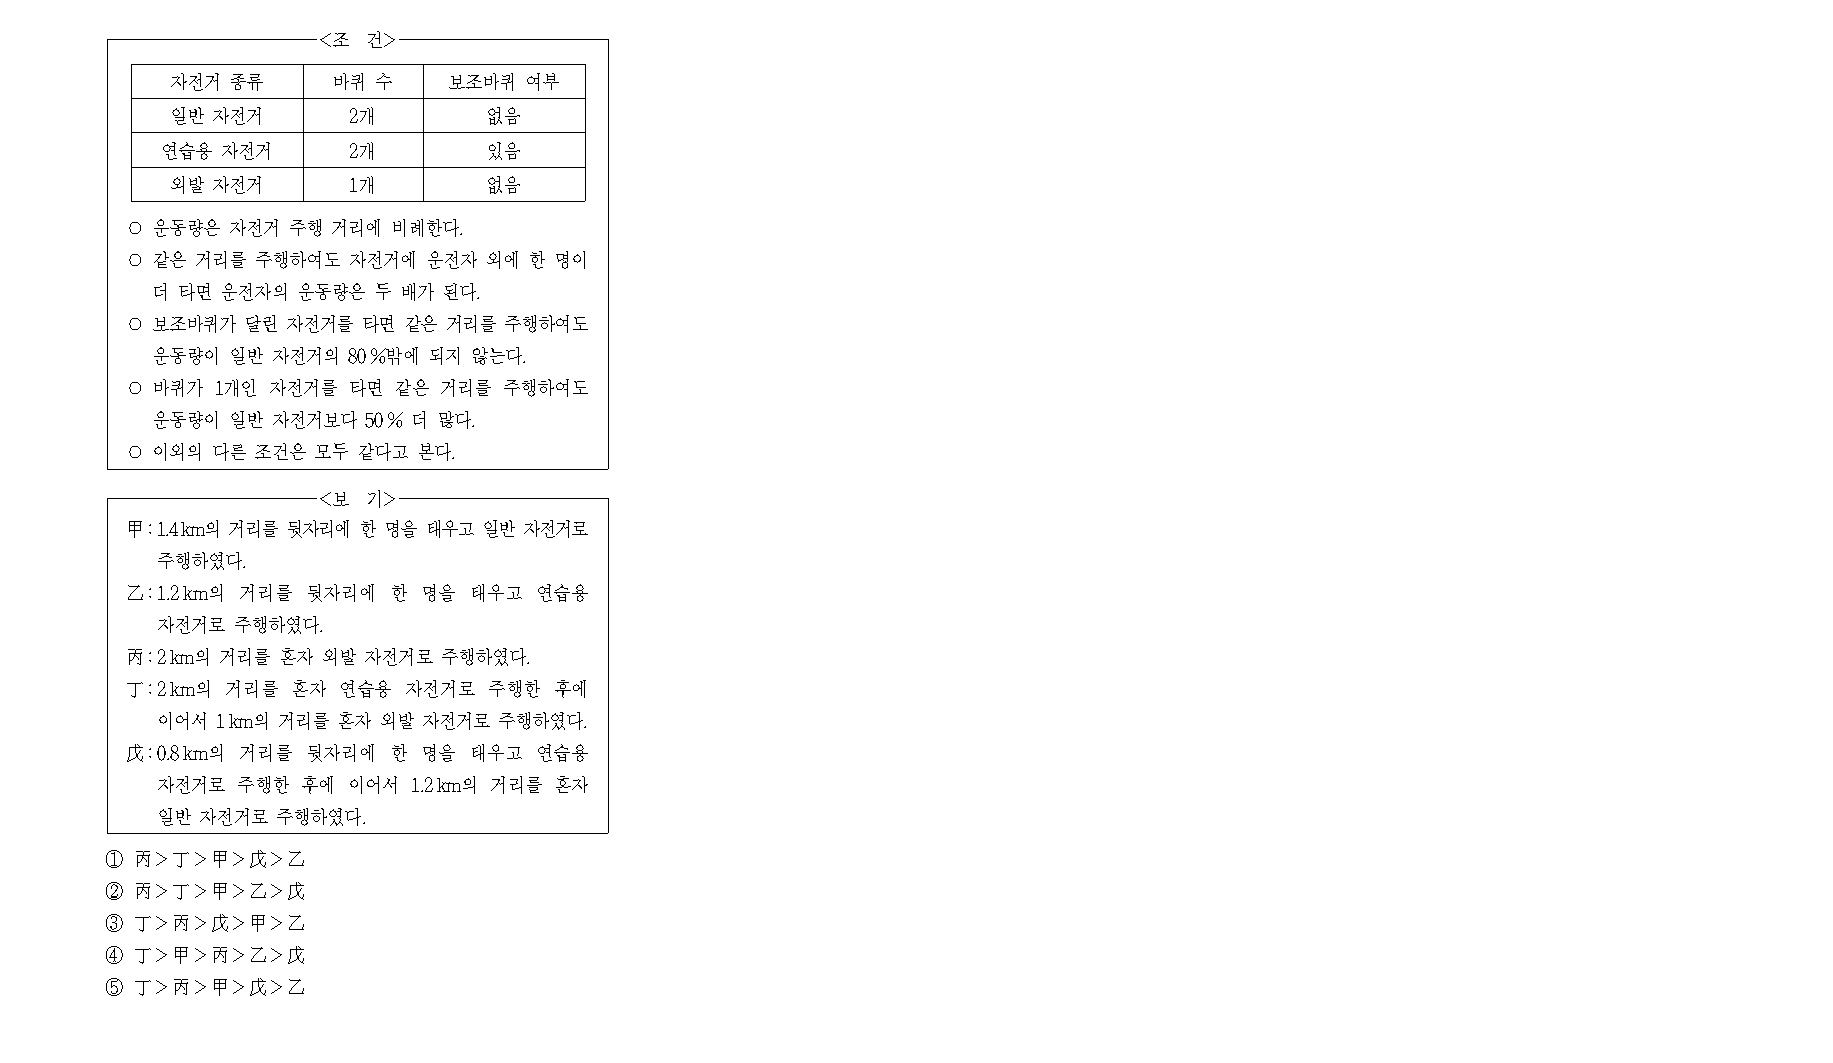 <조 건>
자전거 종류 바퀴 수 보조바퀴 여부
일반 자전거 2개 없음
연습용 자전거 2개 있음
외발 자전거 1개 없음
○ 운동량은 자전거 주행 거리에 비례한다.
○ 같은 거리를 주행하여도 자전거에 운전자 외에 한 명이
더 타면 운전자의 운동량은 두 배가 된다.
○ 보조바퀴가 달린 자전거를 타면 같은 거리를 주행하여도
운동량이 일반 자전거의 80%밖에 되지 않는다.
○ 바퀴가 1개인 자전거를 타면 같은 거리를 주행하여도
운동량이 일반 자전거보다 50% 더 많다.
○ 이외의 다른 조건은 모두 같다고 본다.
<보 기>
甲:1.4km의 거리를 뒷자리에 한 명을 태우고 일반 자전거로
주행하였다.
乙:1.2km의 거리를 뒷자리에 한 명을 태우고 연습용
자전거로 주행하였다.
丙:2km의 거리를 혼자 외발 자전거로 주행하였다.
丁:2km의 거리를 혼자 연습용 자전거로 주행한 후에
이어서 1km의 거리를 혼자 외발 자전거로 주행하였다.
戊:0.8km의 거리를 뒷자리에 한 명을 태우고 연습용
자전거로 주행한 후에 이어서 1.2km의 거리를 혼자
일반 자전거로 주행하였다.
① 丙>丁>甲>戊>乙
② 丙>丁>甲>乙>戊
③ 丁>丙>戊>甲>乙
④ 丁>甲>丙>乙>戊
⑤ 丁>丙>甲>戊>乙